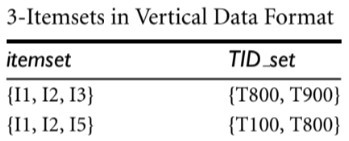 3-Itemsets in Vertical Data Format
itemset TID_set
{I1, I2, I3} {T800, T900}
{I1, I2, I5} {T100, T800}